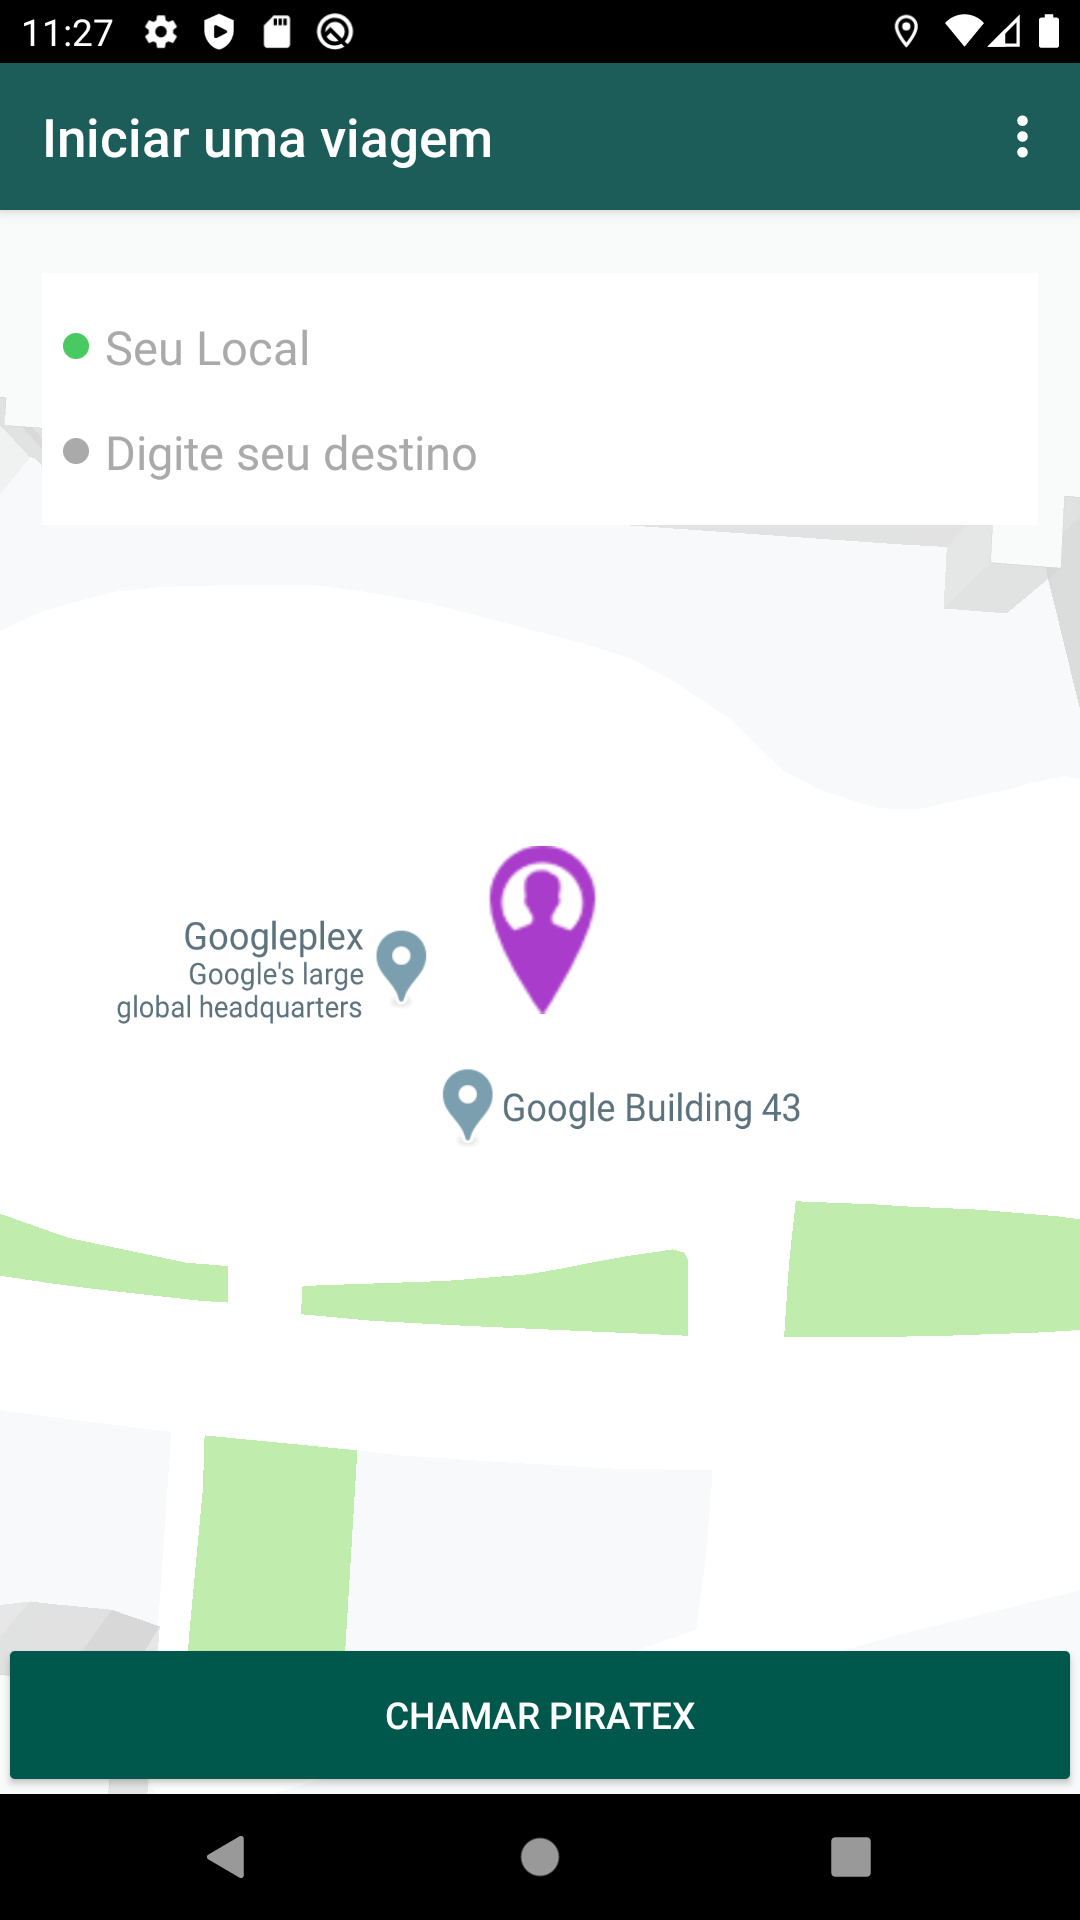 11:27
Iniciar uma viagem
Seu Local
Digite seu destino
Googleplex
Google's large
global headquarters
Google Building 43
CHAMAR PIRATEX